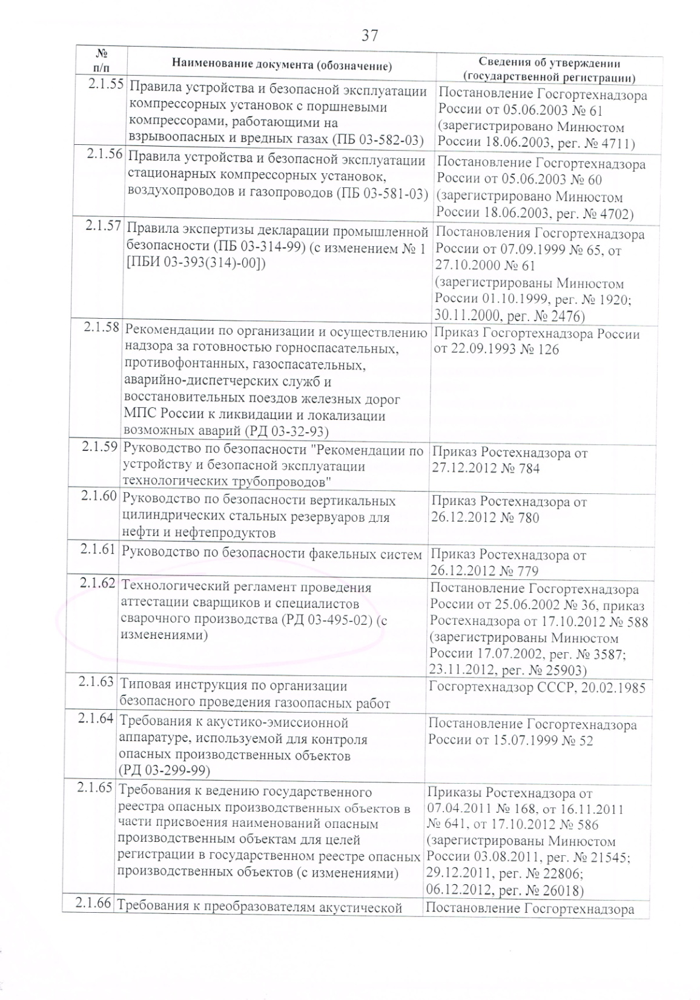 37
№
п/п
Наименование документа (обозначение)
Сведения об утверждении
(государственной регистрации)
2.1.55
Правила устройства и безопасной эксплуатации
компрессорных установок с поршневыми
компрессорами, работающими на
взрывоопасных и вредных газах (ПБ 03-582-03)
Постановление Госгортехнадзора
России от 05.06.2003 № 61
(зарегистрировано Минюстом
России 18.06.2003, рег. № 4711)
2.1.56
Правила устройства и безопасной эксплуатации
стационарных компрессорных установок,
воздухопроводов и газопроводов (ПБ 03-581-03)
Постановление Госгортехнадзора
России от 05.06.2003 № 60
(зарегистрировано Минюстом
России 18.06.2003, рег. № 4702)
2.1.57
Правила экспертизы декларации промышленной
безопасности (ПБ 03-314-99) (с изменением № 1
[ПБИ 03-393(314)-00])
Постановления Госгортехнадзора
России от 07.09.1999 № 65, от
27.10.2000 № 61
(зарегистрированы Минюстом
России 01.10.1999, рег. № 1920;
30.11.2000, рег. № 2476)
2.1.58
Рекомендации по организации и осуществлению
надзора за готовностью горноспасательных,
противофонтанных, газоспасательных,
аварийно-диспетчерских служб и
восстановительных поездов железных дорог
МПС России к ликвидации и локализации
возможных аварий (РД 03-32-93)
Приказ Госгортехнадзора России
от 22.09.1993 № 126
2.1.59
Руководство по безопасности "Рекомендации по
устройству и безопасной эксплуатации
технологических трубопроводов"
Приказ Ростехнадзора от
27.12.2012 № 784
2.1.60
Руководство по безопасности вертикальных
цилиндрических стальных резервуаров для
нефти и нефтепродуктов
Приказ Ростехнадзора от
26.12.2012 № 780
2.1.61
Руководство по безопасности факельных систем
Приказ Ростехнадзора от
26.12.2012 № 779
2.1.62
Технологический регламент проведения
аттестации сварщиков и специалистов
сварочного производства (РД 03-495-02) (с
изменениями)
Постановление Госгортехнадзора
России от 25.06.2002 № 36, приказ
Ростехнадзора от 17.10.2012 № 588
(зарегистрированы Минюстом
России 17.07.2002, рег. № 3587;
23.11.2012, рег. № 25903)
2.1.63
Типовая инструкция по организации
безопасного проведения газоопасных работ
Госгортехнадзор СССР, 20.02.1985
2.1.64
Требования к акустико-эмиссионной
аппаратуре, используемой для контроля
опасных производственных объектов
(РД 03-299-99)
Постановление Госгортехнадзора
России от 15.07.1999 № 52
2.1.65
Требования к ведению государственного
реестра опасных производственных объектов в
части присвоения наименований опасным
производственным объектам для целей
регистрации в государственном реестре опасных
производственных объектов (с изменениями)
Приказы Ростехнадзора от
07.04.2011 № 168, от 16.11.2011
№ 641, от 17.10.2012 № 586
(зарегистрированы Минюстом
России 03.08.2011, рег. № 21545;
29.12.2011, рег. № 22806;
06.12.2012, рег. № 26018)
2.1.66
Требования к преобразователям акустической
Постановление Госгортехнадзора